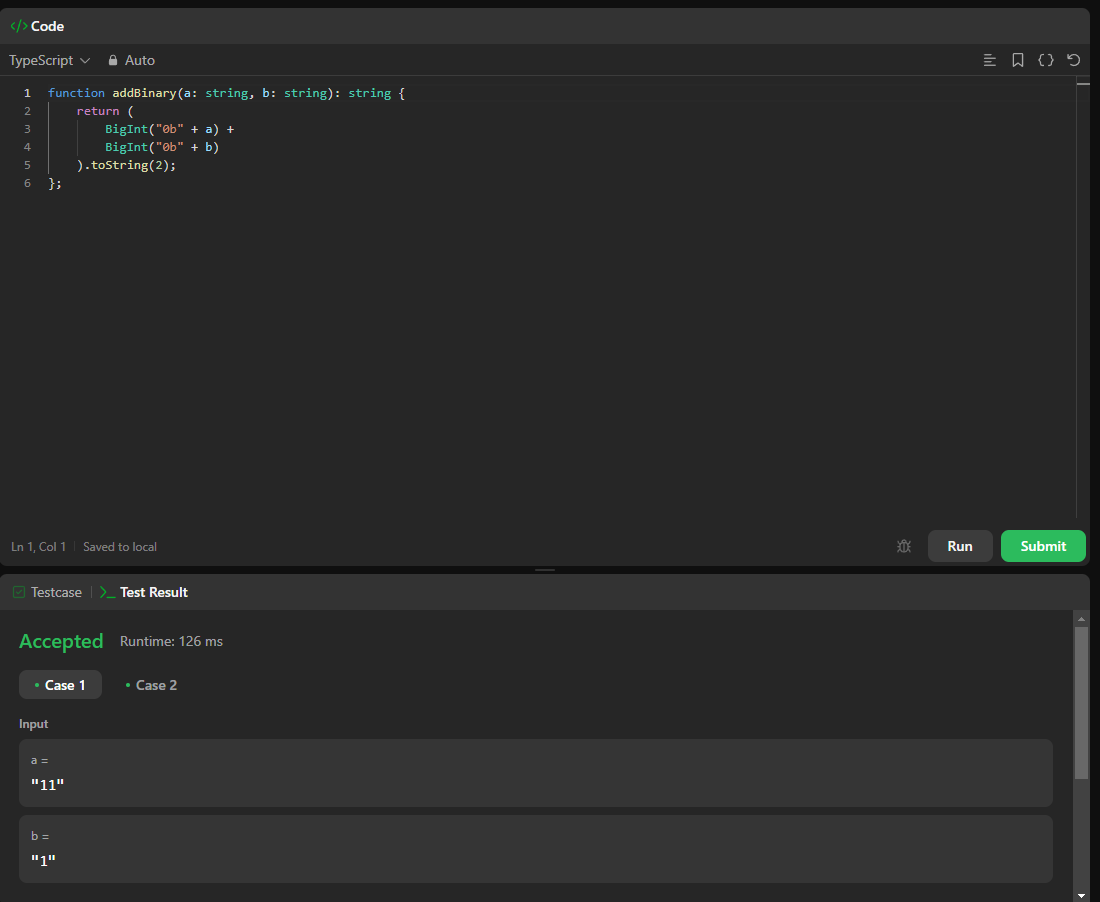 </> Code
TypeScript Auto
1 function addBinary(a: string, b: string): string {
2 return (
3 BigInt("0b" + a) +
4 BigInt("0b" + b)
5 ).toString(2);
6 };
Ln 1, Col 1 | Saved to local
Run Submit
Testcase | >_ Test Result
Accepted Runtime: 126 ms
• Case 1 • Case 2
Input
a =
"11"
b =
"1"